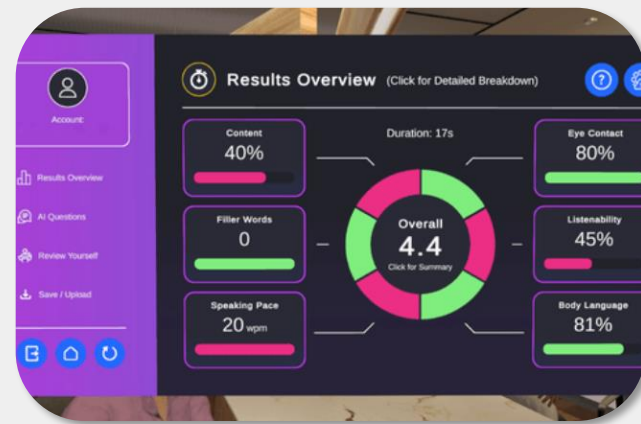 Account:
Results Overview
AI Questions
Review Yourself
Save / Upload
Results Overview (Click for Detailed Breakdown)
?
Content
40%
Filler Words
0
Speaking Pace
20 wpm
Duration: 17s
Overall
4.4
Click for Summary
Eye Contact
80%
Listenability
45%
Body Language
81%